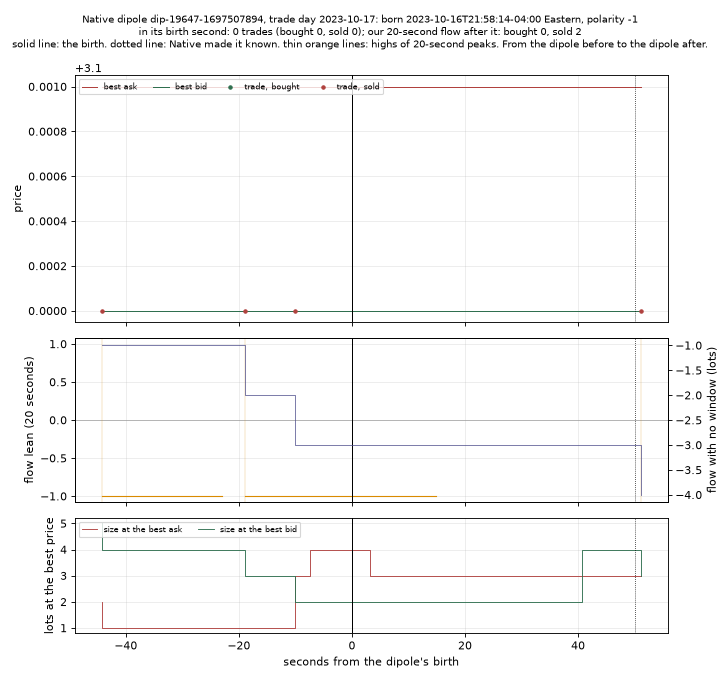 Native dipole dip-19647-1697507894, trade day 2023-10-17: born 2023-10-16T21:58:14-04:00 Eastern, polarity -1
in its birth second: 0 trades (bought 0, sold 0); our 20-second flow after it: bought 0, sold 2
solid line: the birth. dotted line: Native made it known. thin orange lines: highs of 20-second peaks. From the dipole before to the dipole after.
+3.1
best ask best bid trade, bought trade, sold
0.0010
0.0008
0.0006
0.0004
0.0002
0.0000
price
1.0
0.5
0.0
−0.5
−1.0
flow lean (20 seconds)
−1.0
−1.5
−2.0
−2.5
−3.0
−3.5
−4.0
flow with no window (lots)
size at the best ask size at the best bid
5
4
3
2
1
lots at the best price
−40 −20 0 20 40
seconds from the dipole's birth